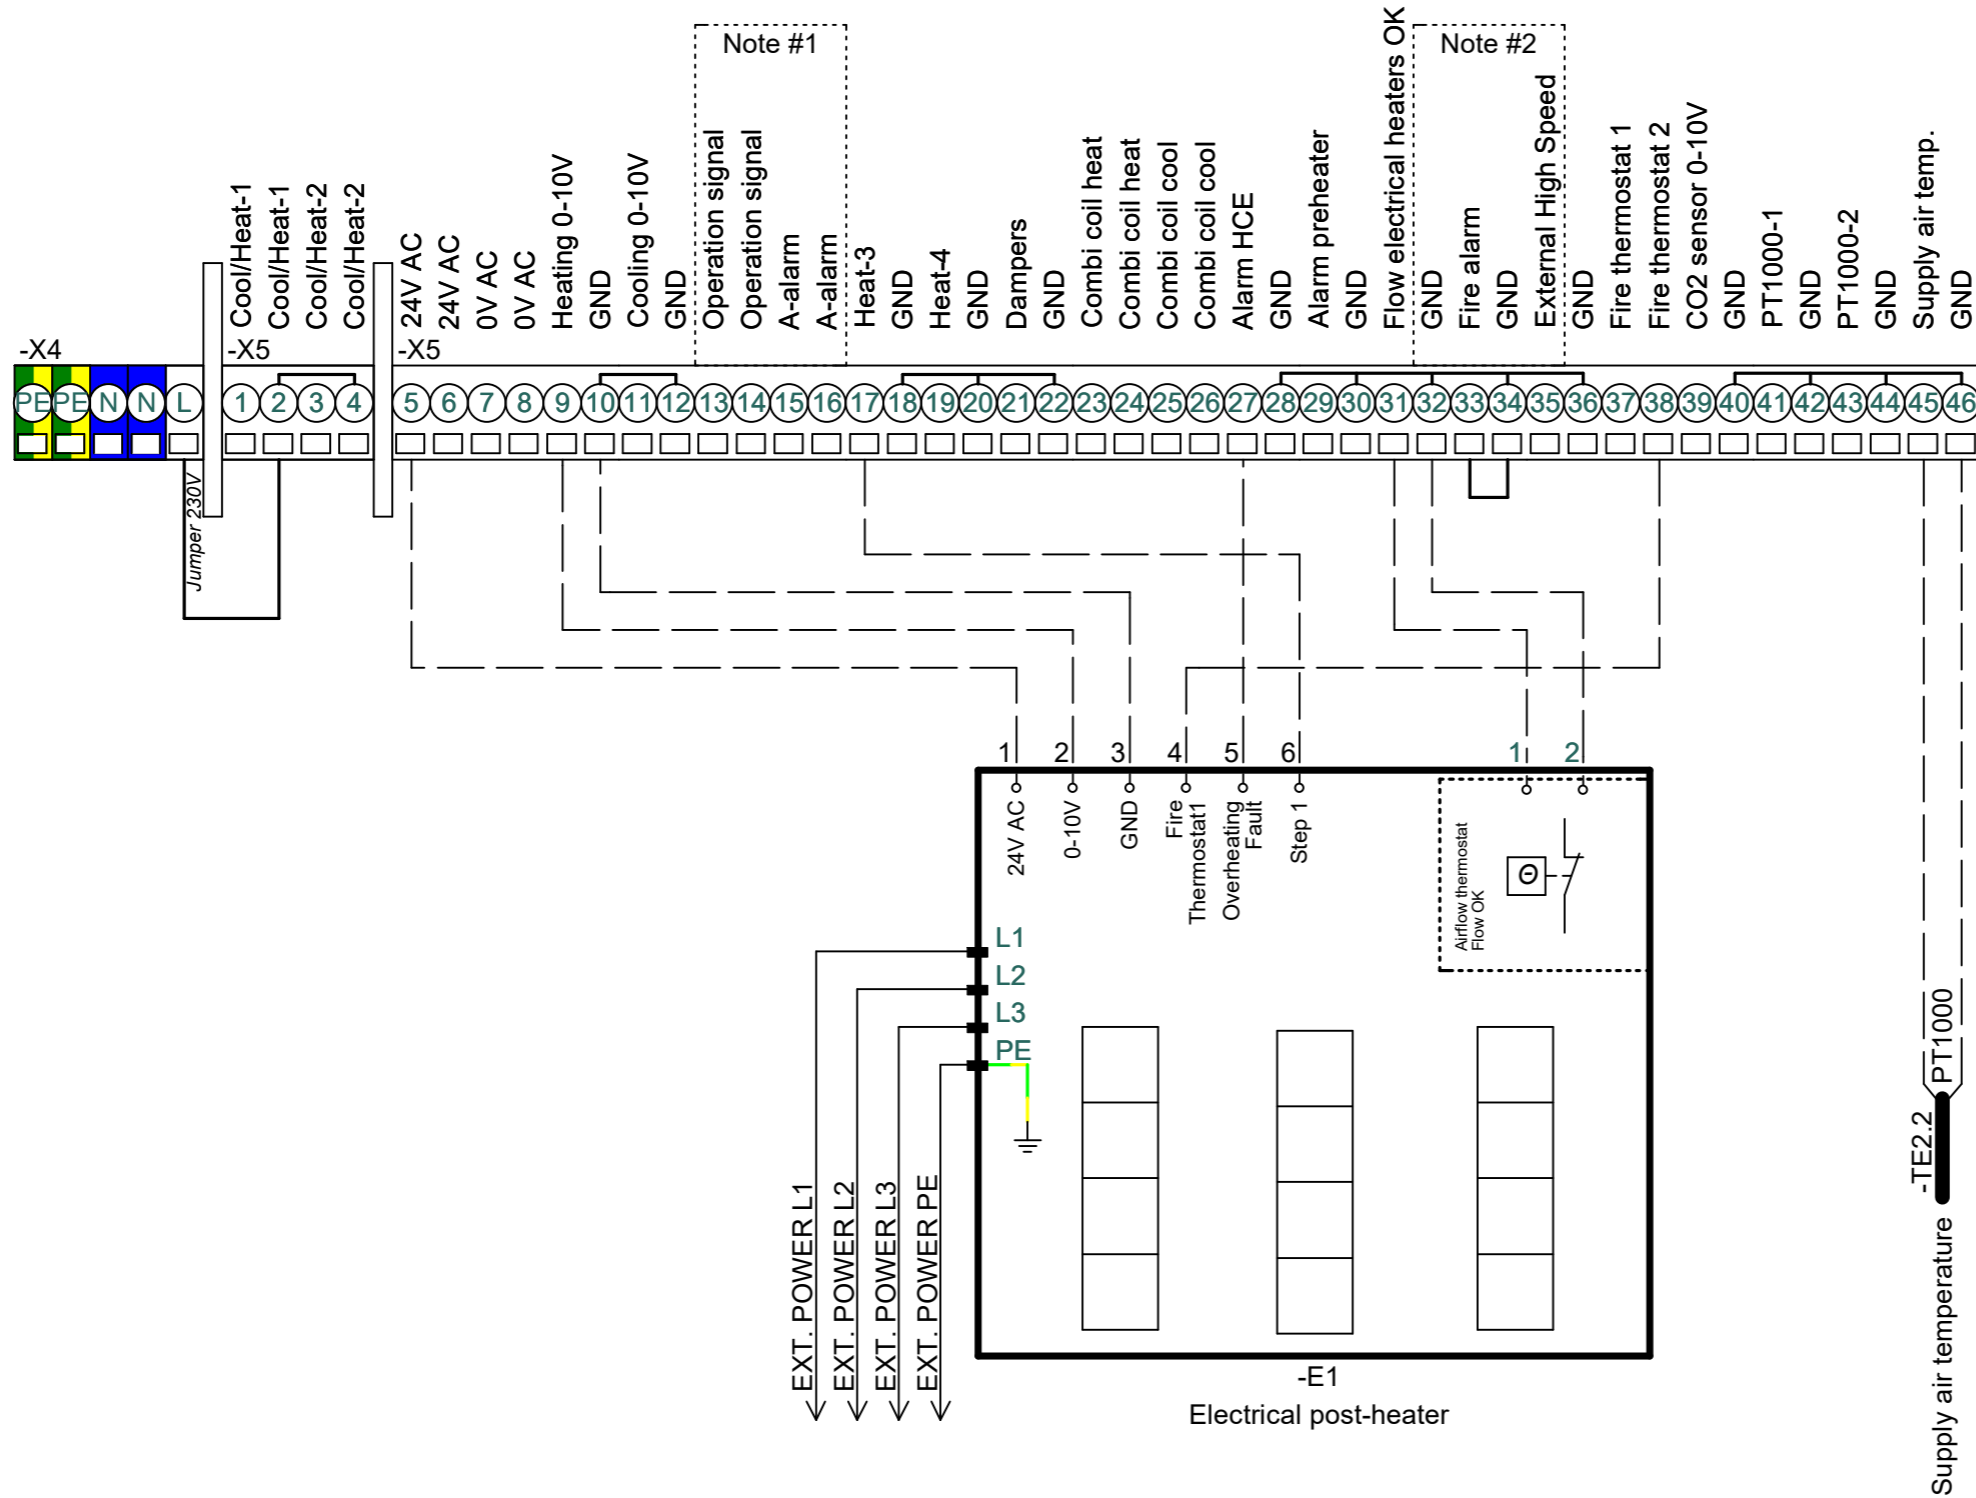 Note #1
Note #2
Cool/Heat-1
Cool/Heat-1
Cool/Heat-2
Cool/Heat-2
24V AC
24V AC
0V AC
0V AC
Heating 0-10V
GND
Cooling 0-10V
GND
Operation signal
Operation signal
A-alarm
A-alarm
Heat-3
GND
Heat-4
GND
Dampers
GND
Combi coil heat
Combi coil heat
Combi coil cool
Combi coil cool
Alarm HCE
GND
Alarm preheater
GND
Flow electrical heaters OK
GND
Fire alarm
GND
External High Speed
GND
Fire thermostat 1
Fire thermostat 2
CO2 sensor 0-10V
GND
PT1000-1
GND
PT1000-2
GND
Supply air temp.
GND
-X4 -X5 -X5
PE PE N N L 1 2 3 4 5 6 7 8 9 10 11 12 13 14 15 16 17 18 19 20 21 22 23 24 25 26 27 28 29 30 31 32 33 34 35 36 37 38 39 40 41 42 43 44 45 46
Jumper 230V
1 2 3 4 5 6 1 2
24V AC
0-10V
GND
Fire
Thermostat1
Overheating
Fault
Step 1
Airflow thermostat
Flow OK
Θ
L1
L2
L3
PE
EXT. POWER L1
EXT. POWER L2
EXT. POWER L3
EXT. POWER PE
-E1
Electrical post-heater
PT1000
-TE2.2
Supply air temperature